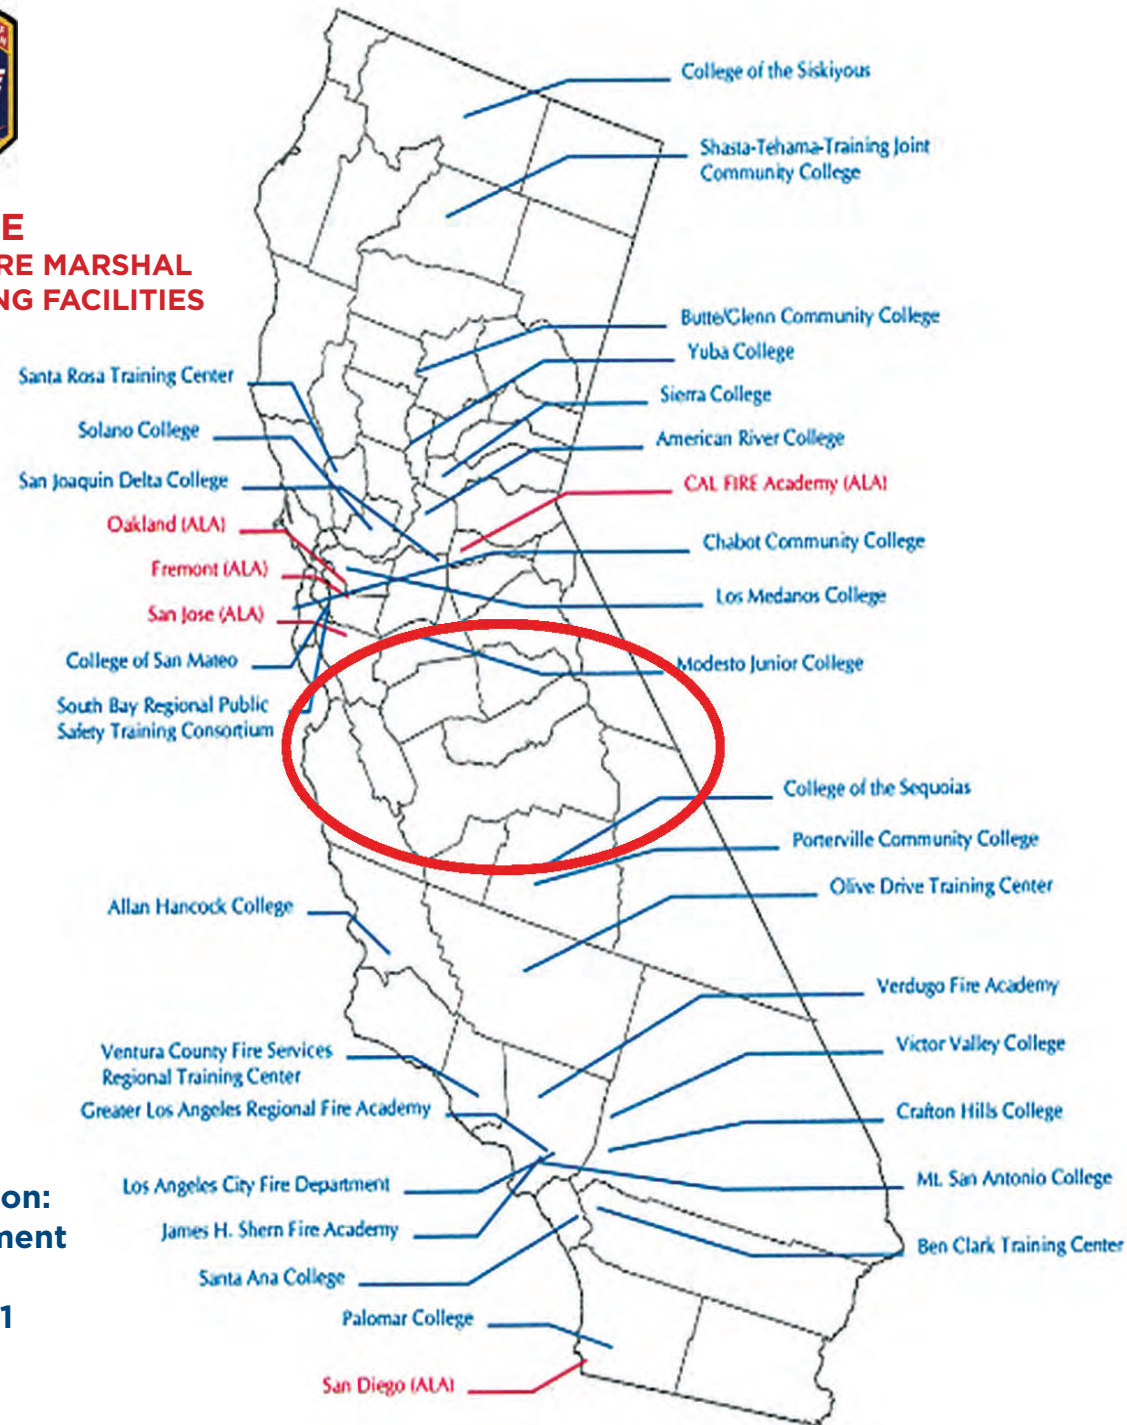 E
RE MARSHAL
NG FACILITIES
College of the Siskiyous
Shasta-Tehama-Training Joint
Community College
Butte/Glenn Community College
Yuba College
Sierra College
American River College
CAL FIRE Academy (ALA)
Chabot Community College
Los Medanos College
Modesto Junior College
Santa Rosa Training Center
Solano College
San Joaquin Delta College
Oakland (ALA)
Fremont (ALA)
San Jose (ALA)
College of San Mateo
South Bay Regional Public
Safety Training Consortium
College of the Sequoias
Porterville Community College
Olive Drive Training Center
Allan Hancock College
Verdugo Fire Academy
Victor Valley College
Crafton Hills College
Mt. San Antonio College
Ben Clark Training Center
Ventura County Fire Services
Regional Training Center
Greater Los Angeles Regional Fire Academy
Los Angeles City Fire Department
James H. Shern Fire Academy
Santa Ana College
Palomar College
San Diego (ALA)
on:
ment
1